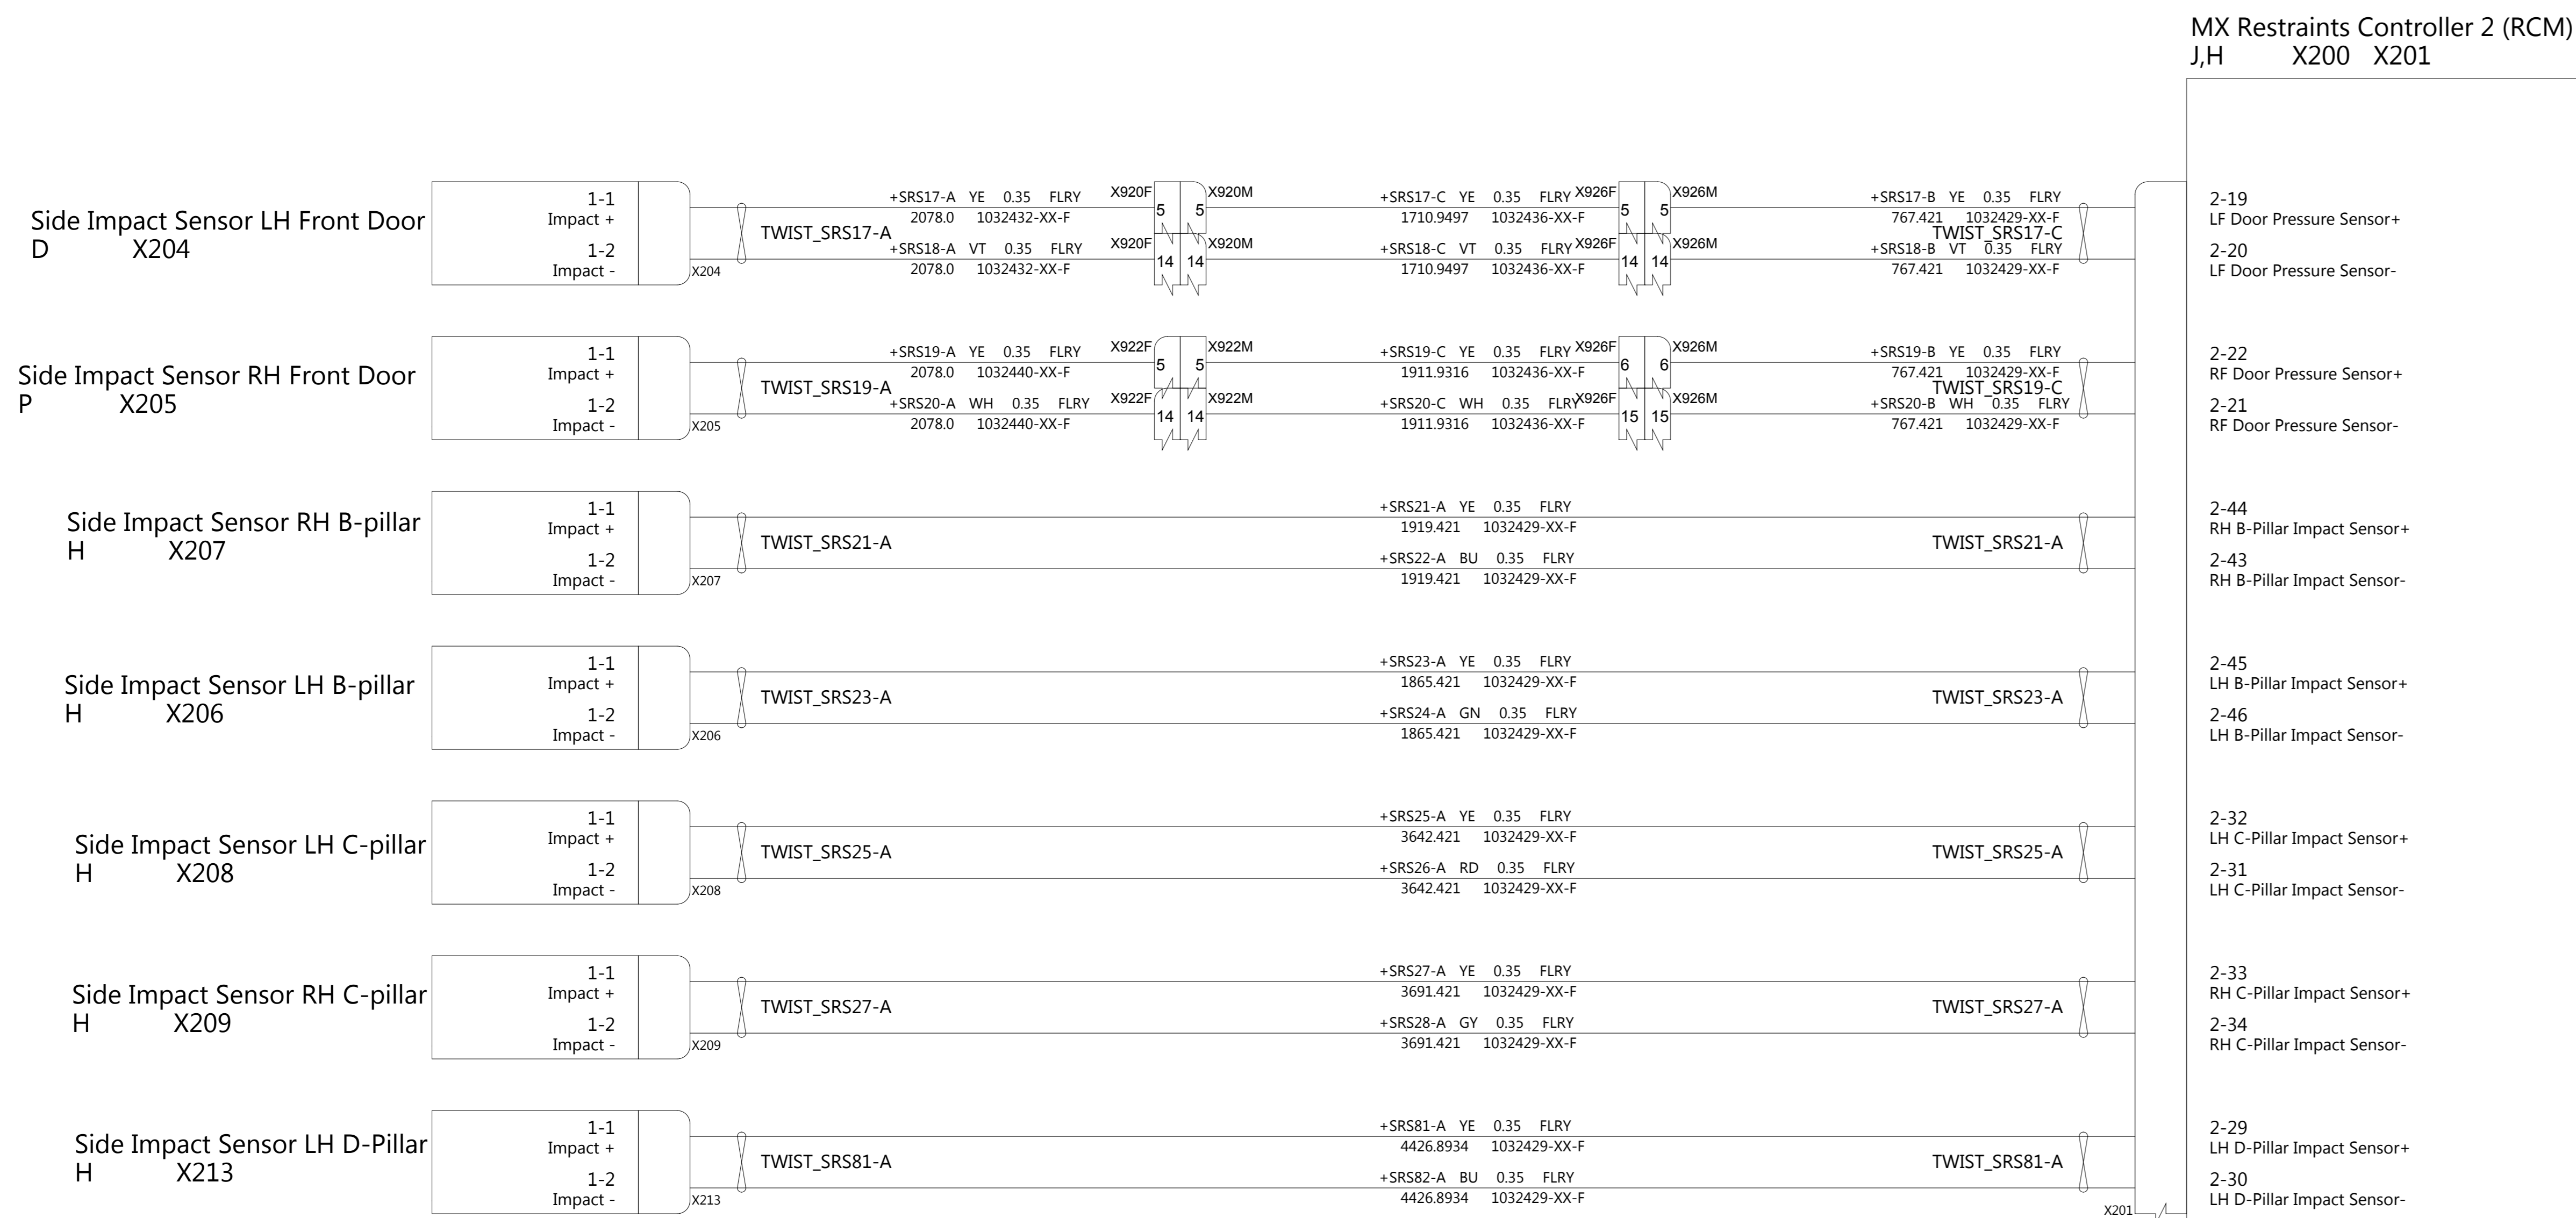 MX Restraints Controller 2 (RCM)
J,H X200 X201
Side Impact Sensor LH Front Door
D X204
1-1
Impact +
1-2
Impact -
X204
TWIST_SRS17-A
+SRS17-A YE 0.35 FLRY
2078.0 1032432-XX-F
+SRS18-A VT 0.35 FLRY
2078.0 1032432-XX-F
X920F 5 5 X920M
X920F 14 14 X920M
+SRS17-C YE 0.35 FLRY
1710.9497 1032436-XX-F
+SRS18-C VT 0.35 FLRY
1710.9497 1032436-XX-F
X926F 5 5 X926M
X926F 14 14 X926M
+SRS17-B YE 0.35 FLRY
767.421 1032429-XX-F
TWIST_SRS17-C
+SRS18-B VT 0.35 FLRY
767.421 1032429-XX-F
2-19
LF Door Pressure Sensor+
2-20
LF Door Pressure Sensor-
Side Impact Sensor RH Front Door
P X205
1-1
Impact +
1-2
Impact -
X205
TWIST_SRS19-A
+SRS19-A YE 0.35 FLRY
2078.0 1032440-XX-F
+SRS20-A WH 0.35 FLRY
2078.0 1032440-XX-F
X922F 5 5 X922M
X922F 14 14 X922M
+SRS19-C YE 0.35 FLRY
1911.9316 1032436-XX-F
+SRS20-C WH 0.35 FLRY
1911.9316 1032436-XX-F
X926F 6 6 X926M
X926F 15 15 X926M
+SRS19-B YE 0.35 FLRY
767.421 1032429-XX-F
TWIST_SRS19-C
+SRS20-B WH 0.35 FLRY
767.421 1032429-XX-F
2-22
RF Door Pressure Sensor+
2-21
RF Door Pressure Sensor-
Side Impact Sensor RH B-pillar
H X207
1-1
Impact +
1-2
Impact -
X207
TWIST_SRS21-A
+SRS21-A YE 0.35 FLRY
1919.421 1032429-XX-F
+SRS22-A BU 0.35 FLRY
1919.421 1032429-XX-F
TWIST_SRS21-A
2-44
RH B-Pillar Impact Sensor+
2-43
RH B-Pillar Impact Sensor-
Side Impact Sensor LH B-pillar
H X206
1-1
Impact +
1-2
Impact -
X206
TWIST_SRS23-A
+SRS23-A YE 0.35 FLRY
1865.421 1032429-XX-F
+SRS24-A GN 0.35 FLRY
1865.421 1032429-XX-F
TWIST_SRS23-A
2-45
LH B-Pillar Impact Sensor+
2-46
LH B-Pillar Impact Sensor-
Side Impact Sensor LH C-pillar
H X208
1-1
Impact +
1-2
Impact -
X208
TWIST_SRS25-A
+SRS25-A YE 0.35 FLRY
3642.421 1032429-XX-F
+SRS26-A RD 0.35 FLRY
3642.421 1032429-XX-F
TWIST_SRS25-A
2-32
LH C-Pillar Impact Sensor+
2-31
LH C-Pillar Impact Sensor-
Side Impact Sensor RH C-pillar
H X209
1-1
Impact +
1-2
Impact -
X209
TWIST_SRS27-A
+SRS27-A YE 0.35 FLRY
3691.421 1032429-XX-F
+SRS28-A GY 0.35 FLRY
3691.421 1032429-XX-F
TWIST_SRS27-A
2-33
RH C-Pillar Impact Sensor+
2-34
RH C-Pillar Impact Sensor-
Side Impact Sensor LH D-Pillar
H X213
1-1
Impact +
1-2
Impact -
X213
TWIST_SRS81-A
+SRS81-A YE 0.35 FLRY
4426.8934 1032429-XX-F
+SRS82-A BU 0.35 FLRY
4426.8934 1032429-XX-F
TWIST_SRS81-A
X201
2-29
LH D-Pillar Impact Sensor+
2-30
LH D-Pillar Impact Sensor-